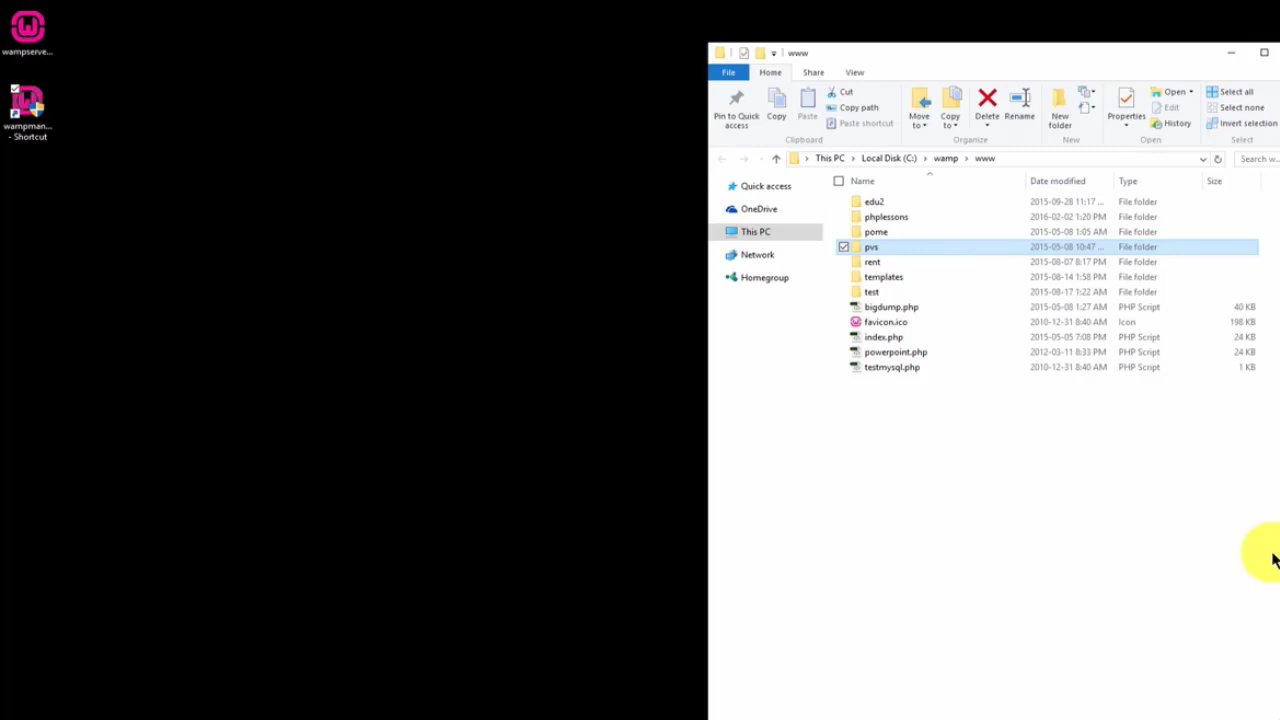 wampserve...
wampman...
- Shortcut
www
File
Home
Share
View
Pin to Quick
access
Copy
Paste
Cut
Copy path
Paste shortcut
Clipboard
Move
to
Copy
to
Delete
Rename
Organize
New
folder
New
Properties
Open
Edit
History
Open
Select all
Select none
Invert selection
Select
This PC
Local Disk (C:)
wamp
www
Search w...
Quick access
OneDrive
This PC
Network
Homegroup
Name Date modified Type Size
edu2 2015-09-28 11:17 ... File folder
phplessons 2016-02-02 1:20 PM File folder
pome 2015-05-08 1:05 AM File folder
pvs 2015-05-08 10:47 ... File folder
rent 2015-08-07 8:17 PM File folder
templates 2015-08-14 1:58 PM File folder
test 2015-08-17 1:22 AM File folder
bigdump.php 2015-05-08 1:27 AM PHP Script 40 KB
favicon.ico 2010-12-31 8:40 AM Icon 198 KB
index.php 2015-05-05 7:08 PM PHP Script 24 KB
powerpoint.php 2012-03-11 8:33 PM PHP Script 24 KB
testmysql.php 2010-12-31 8:40 AM PHP Script 1 KB